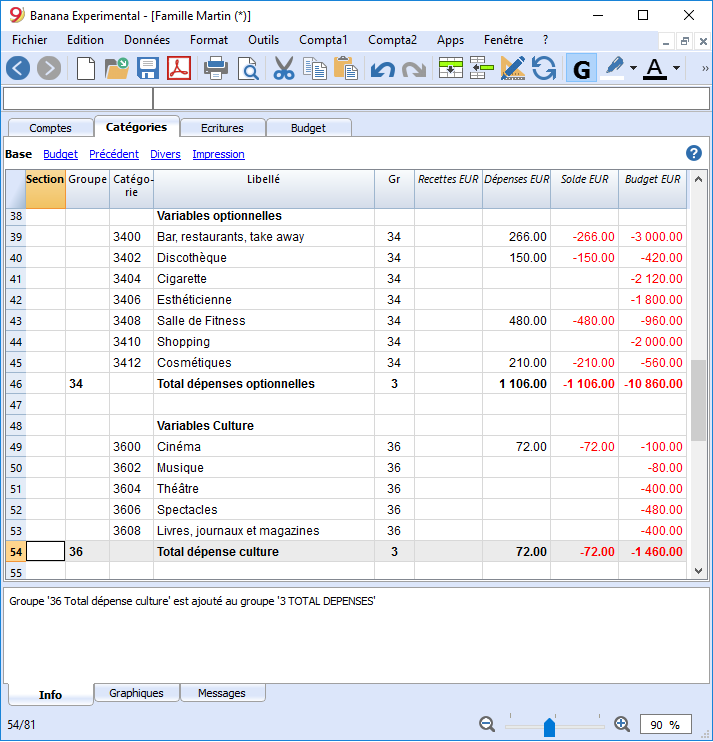 Banana Experimental - [Famille Martin (*)]
Fichier Edition Données Format Outils Compta1 Compta2 Apps Fenêtre ?
G A »
Comptes Catégories Ecritures Budget
Base Budget Précédent Divers Impression ?
Section Groupe Catégo-rie Libellé Gr Recettes EUR Dépenses EUR Solde EUR Budget EUR
38 Variables optionnelles
39 3400 Bar, restaurants, take away 34 266.00 -266.00 -3 000.00
40 3402 Discothèque 34 150.00 -150.00 -420.00
41 3404 Cigarette 34 -2 120.00
42 3406 Esthéticienne 34 -1 800.00
43 3408 Salle de Fitness 34 480.00 -480.00 -960.00
44 3410 Shopping 34 -2 000.00
45 3412 Cosmétiques 34 210.00 -210.00 -560.00
46 34 Total dépenses optionnelles 3 1 106.00 -1 106.00 -10 860.00
47
48 Variables Culture
49 3600 Cinéma 36 72.00 -72.00 -100.00
50 3602 Musique 36 -80.00
51 3604 Théâtre 36 -400.00
52 3606 Spectacles 36 -480.00
53 3608 Livres, journaux et magazines 36 -400.00
54 36 Total dépense culture 3 72.00 -72.00 -1 460.00
55
Groupe '36 Total dépense culture' est ajouté au groupe '3 TOTAL DEPENSES'
Info Graphiques Messages
54/81 90 %